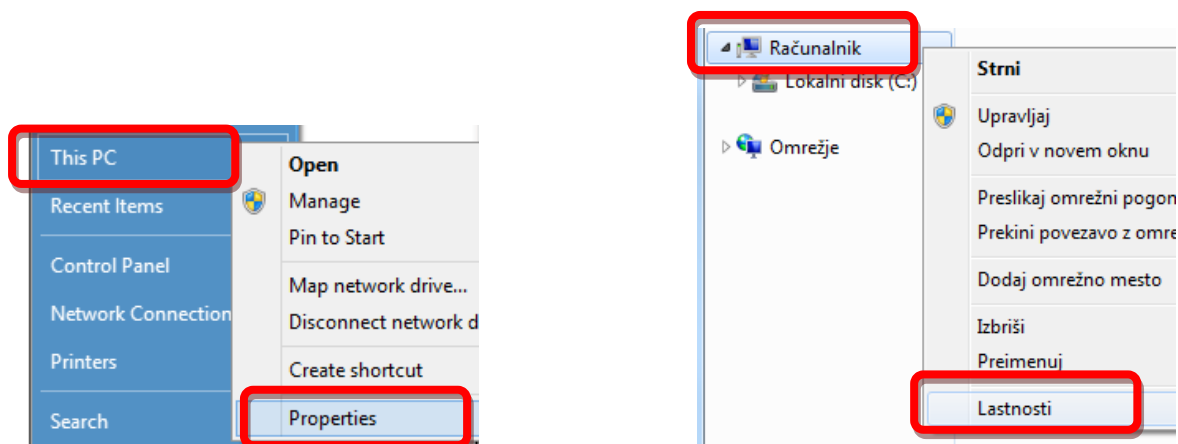 This PC
Recent Items
Control Panel
Network Connection
Printers
Search
Open
Manage
Pin to Start
Map network drive...
Disconnect network d
Create shortcut
Properties
Računalnik
Lokalni disk (C:)
Omrežje
Strni
Upravljaj
Odpri v novem oknu
Preslikaj omrežni pogon
Prekini povezavo z omre
Dodaj omrežno mesto
Izbriši
Preimenuj
Lastnosti